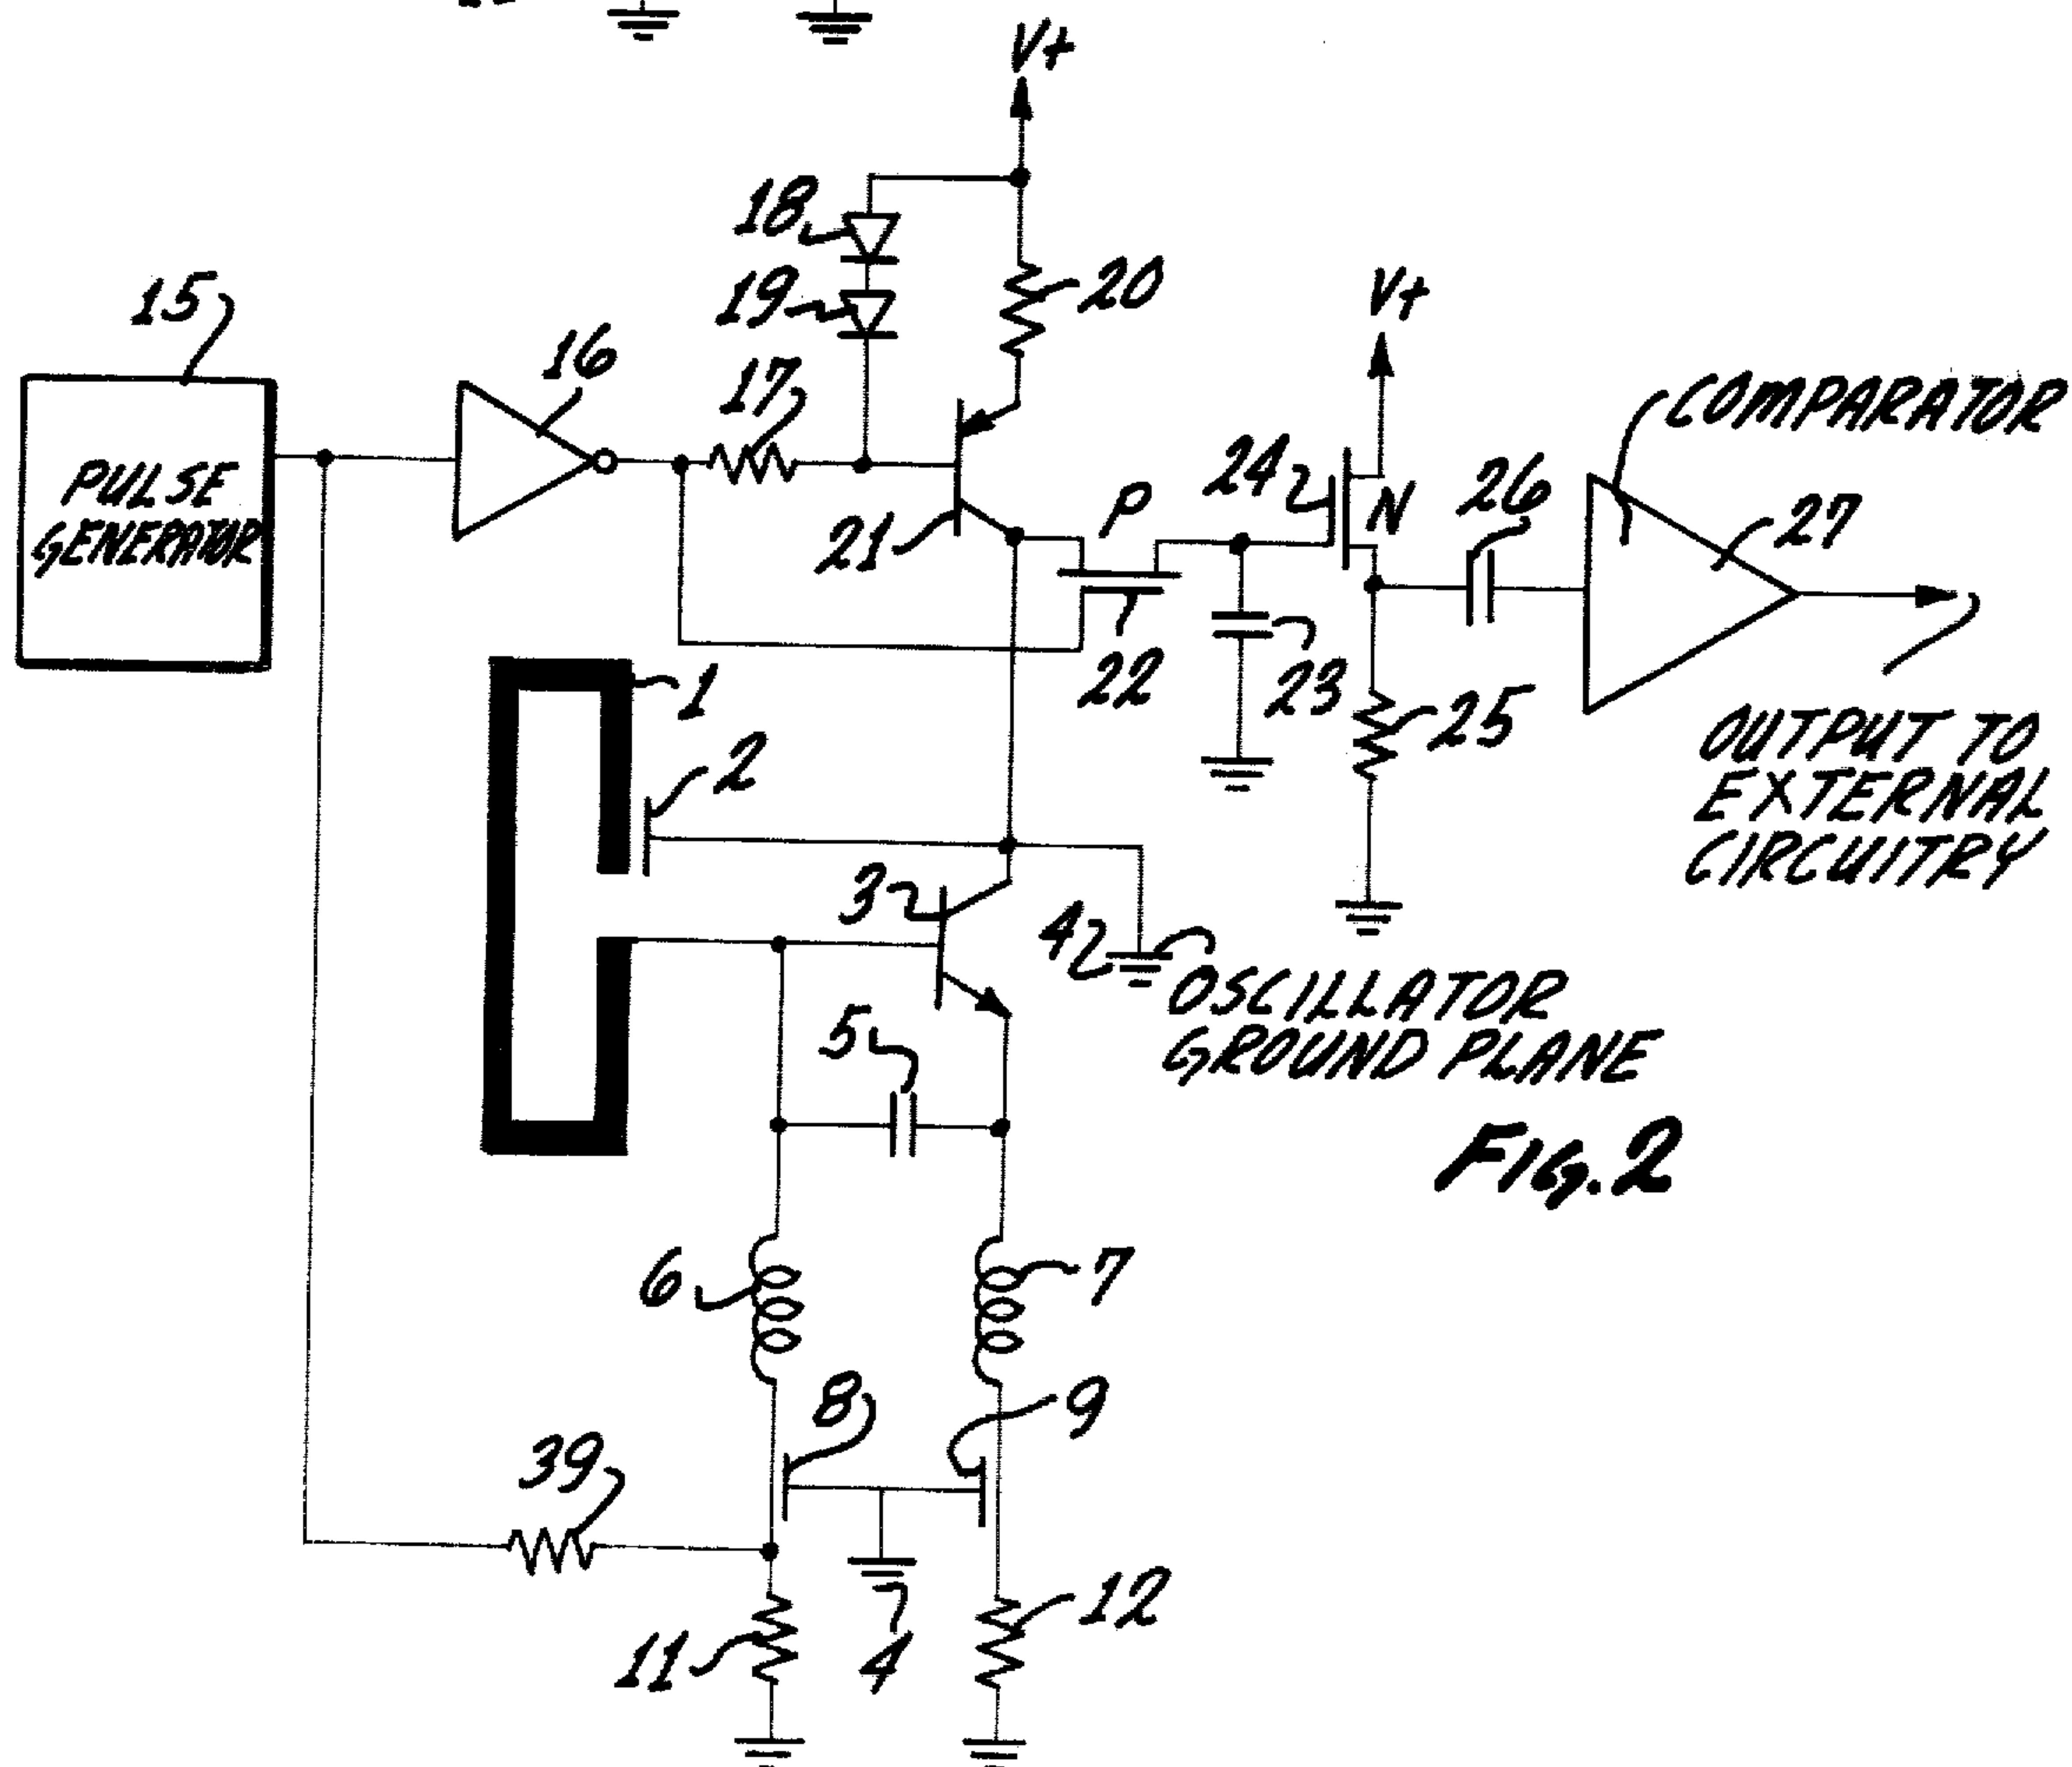 V+
18
19
20
15
16
17
V+
COMPARATOR
PULSE
GENERATOR
21
P
24
N
26
27
22
23
25
1
2
OUTPUT TO
EXTERNAL
CIRCUITRY
3
42
OSCILLATOR
GROUND PLANE
5
FIG. 2
6
7
8
9
39
11
4
12